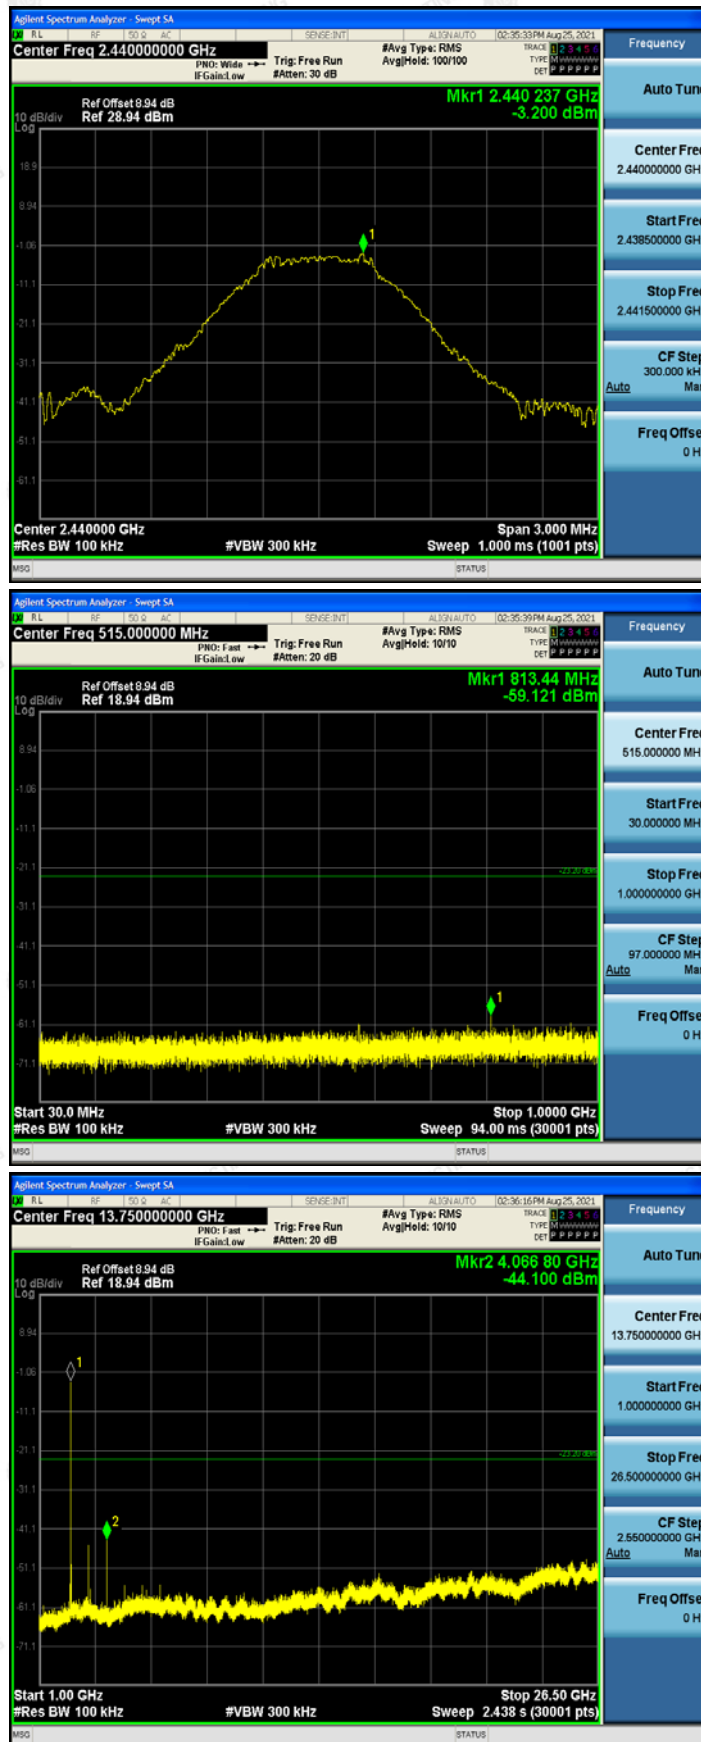 Agilent Spectrum Analyzer - Swept SA
RL RF 50 Ω AC SENSE:INT ALIGNAUTO 02:35:33 PM Aug 25, 2021
Center Freq 2.440000000 GHz
PNO: Wide
IFGain:Low
Trig: Free Run
#Atten: 30 dB
#Avg Type: RMS
Avg|Hold: 100/100
TRACE 1 2 3 4 5 6
TYPE M
DET P P P P P P
Frequency
Auto Tun
Ref Offset 8.94 dB
10 dB/div Ref 28.94 dBm
Log
Mkr1 2.440 237 GHz
-3.200 dBm
18.9
8.94
-1.06
-11.1
-21.1
-31.1
-41.1
-51.1
-61.1
1
Center Fre
2.440000000 GH
Start Fre
2.438500000 GH
Stop Fre
2.441500000 GH
CF Ste
300.000 kH
Auto Ma
Freq Offse
0 H
Center 2.440000 GHz Span 3.000 MHz
#Res BW 100 kHz #VBW 300 kHz Sweep 1.000 ms (1001 pts)
MSG STATUS
Agilent Spectrum Analyzer - Swept SA
RL RF 50 Ω AC SENSE:INT ALIGNAUTO 02:35:39 PM Aug 25, 2021
Center Freq 515.000000 MHz
PNO: Fast
IFGain:Low
Trig: Free Run
#Atten: 20 dB
#Avg Type: RMS
Avg|Hold: 10/10
TRACE 1 2 3 4 5 6
TYPE M
DET P P P P P P
Frequency
Auto Tun
Ref Offset 8.94 dB
10 dB/div Ref 18.94 dBm
Log
Mkr1 813.44 MHz
-59.121 dBm
8.94
-1.06
-11.1
-21.1
-31.1
-41.1
-51.1
-61.1
-71.1
-23.20 dBm
1
Center Fre
515.000000 MH
Start Fre
30.000000 MH
Stop Fre
1.000000000 GH
CF Ste
97.000000 MH
Auto Ma
Freq Offse
0 H
Start 30.0 MHz Stop 1.0000 GHz
#Res BW 100 kHz #VBW 300 kHz Sweep 94.00 ms (30001 pts)
MSG STATUS
Agilent Spectrum Analyzer - Swept SA
RL RF 50 Ω AC SENSE:INT ALIGNAUTO 02:36:16 PM Aug 25, 2021
Center Freq 13.750000000 GHz
PNO: Fast
IFGain:Low
Trig: Free Run
#Atten: 20 dB
#Avg Type: RMS
Avg|Hold: 10/10
TRACE 1 2 3 4 5 6
TYPE M
DET P P P P P P
Frequency
Auto Tun
Ref Offset 8.94 dB
10 dB/div Ref 18.94 dBm
Log
Mkr2 4.066 80 GHz
-44.100 dBm
8.94
-1.06
-11.1
-21.1
-31.1
-41.1
-51.1
-61.1
-71.1
-23.20 dBm
1
2
Center Fre
13.750000000 GH
Start Fre
1.000000000 GH
Stop Fre
26.500000000 GH
CF Ste
2.550000000 GH
Auto Ma
Freq Offse
0 H
Start 1.00 GHz Stop 26.50 GHz
#Res BW 100 kHz #VBW 300 kHz Sweep 2.438 s (30001 pts)
MSG STATUS